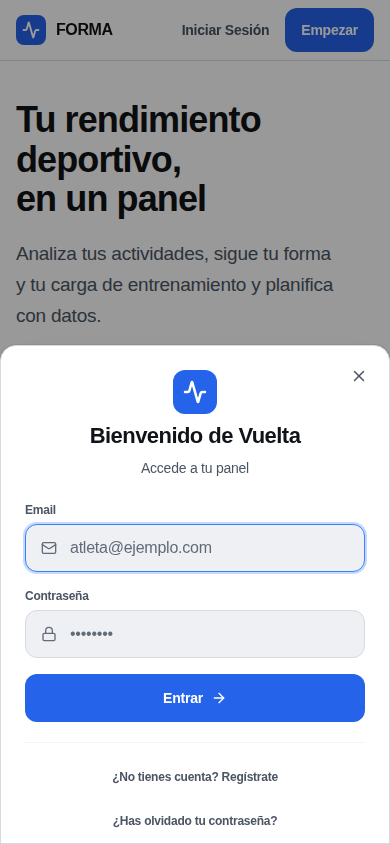 FORMA
Iniciar Sesión
Empezar
Tu rendimiento
deportivo,
en un panel
Analiza tus actividades, sigue tu forma
y tu carga de entrenamiento y planifica
con datos.
Bienvenido de Vuelta
Accede a tu panel
Email
atleta@ejemplo.com
Contraseña
••••••••
Entrar
¿No tienes cuenta? Regístrate
¿Has olvidado tu contraseña?